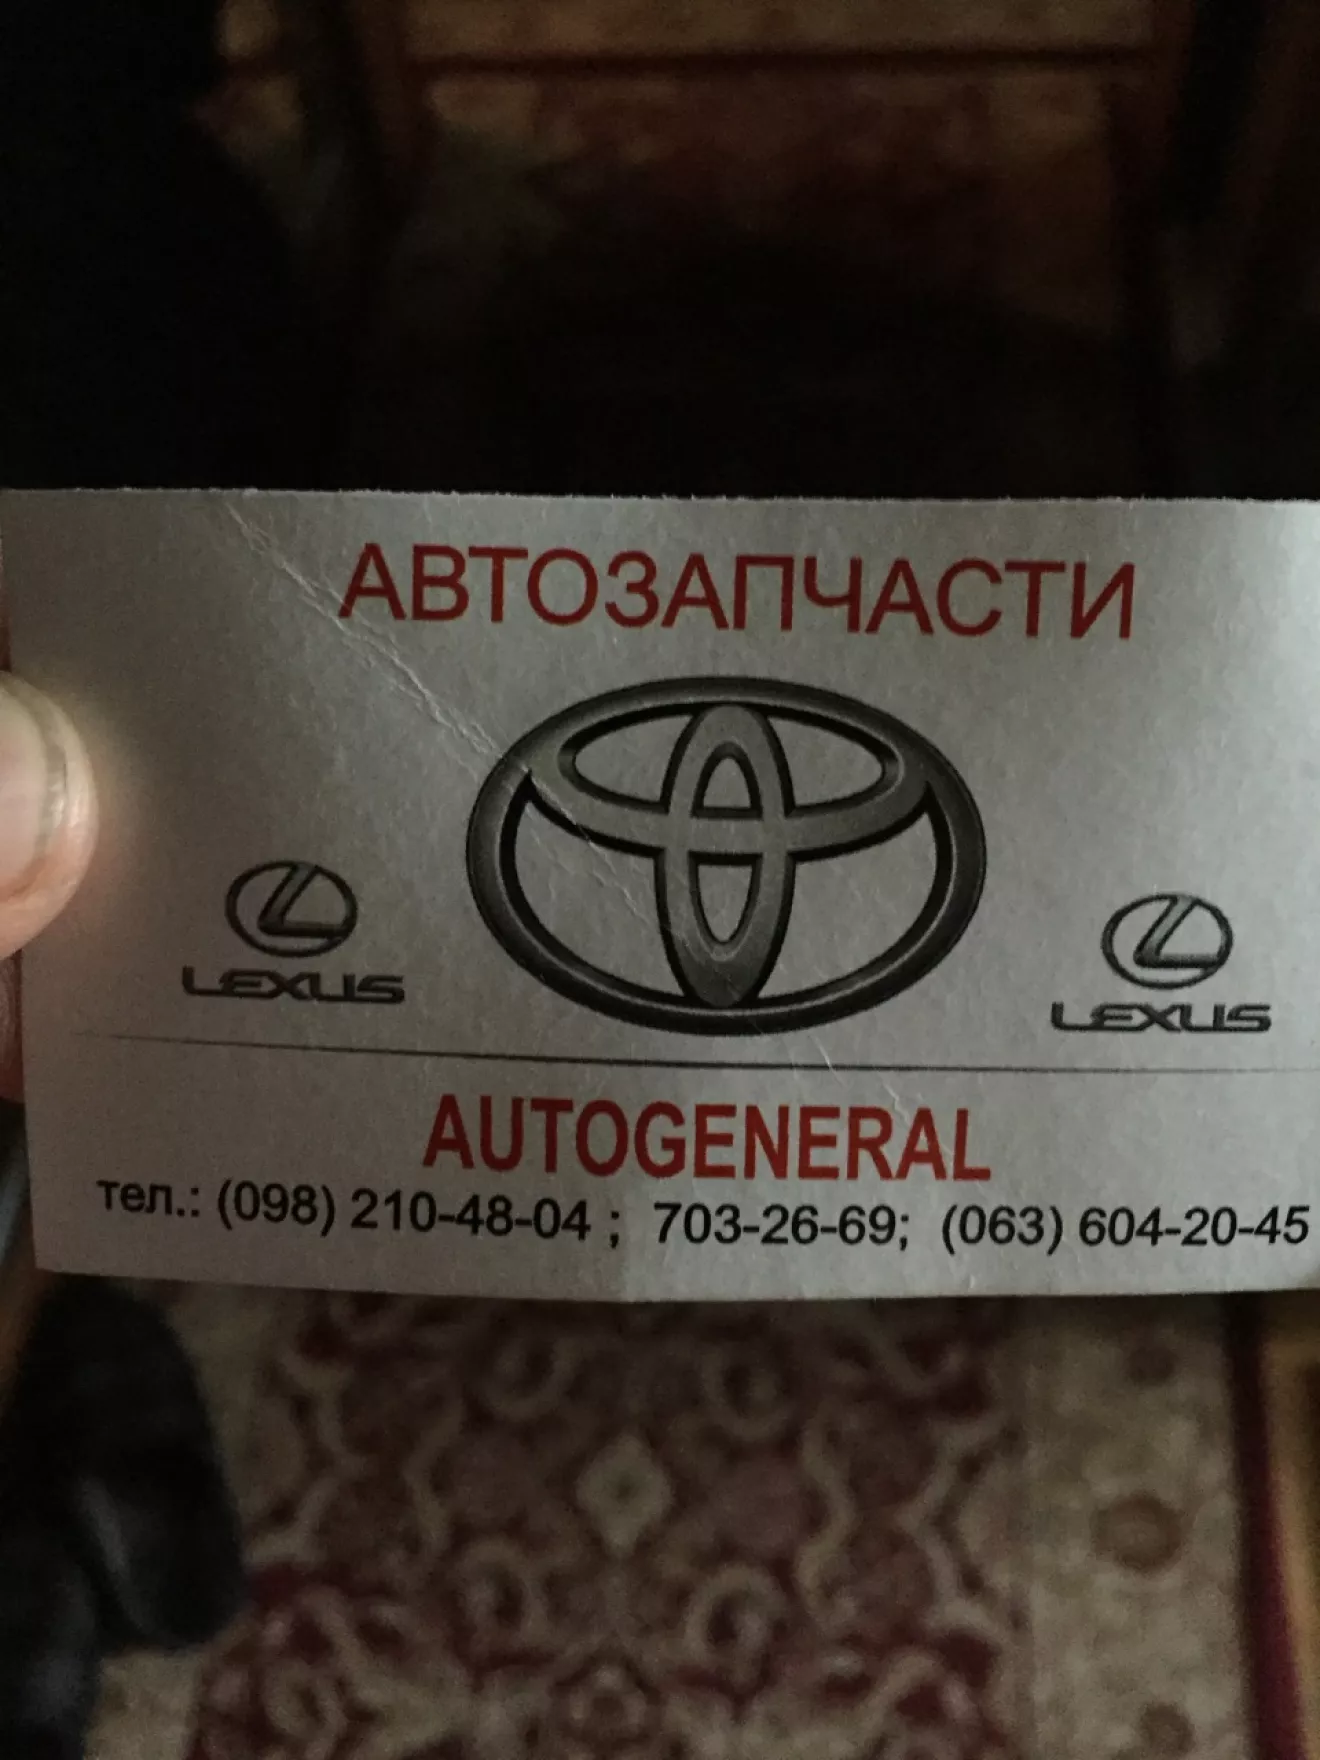 АВТОЗАПЧАСТИ
LEXUS
LEXUS
AUTOGENERAL
тел.: (098) 210-48-04 ; 703-26-69; (063) 604-20-45